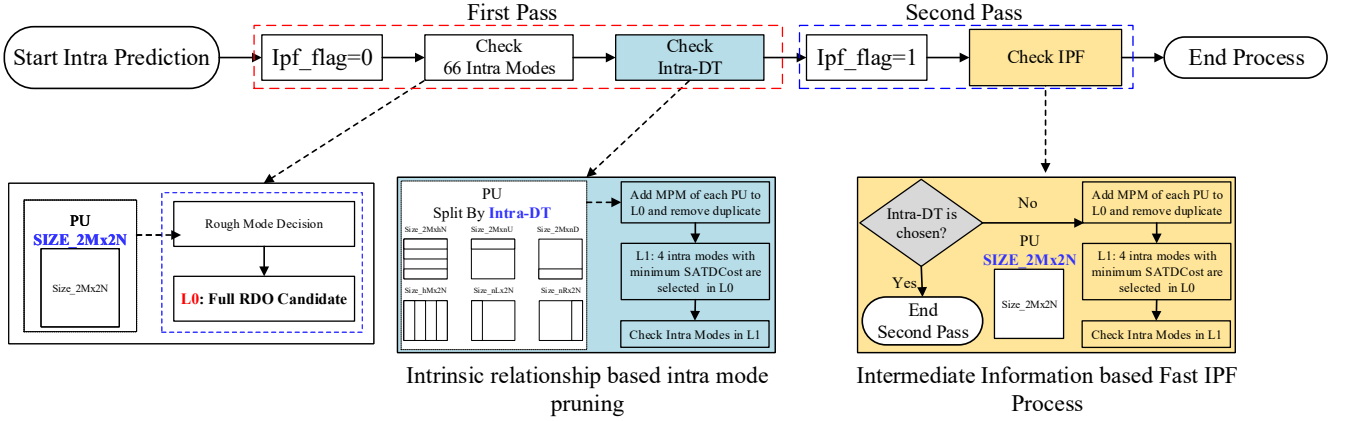 First Pass
Second Pass
Start Intra Prediction
Ipf_flag=0
Check
66 Intra Modes
Check
Intra-DT
Ipf_flag=1
Check IPF
End Process
PU
SIZE_2Mx2N
Size_2Mx2N
Rough Mode Decision
L0: Full RDO Candidate
PU
Split By Intra-DT
Size_2MxhN
Size_2MxnU
Size_2MxnD
Size_hMx2N
Size_nLx2N
Size_nRx2N
Add MPM of each PU to
L0 and remove duplicate
L1: 4 intra modes with
minimum SATDCost are
selected in L0
Check Intra Modes in L1
Intra-DT is
chosen?
No
Yes
End
Second Pass
PU
SIZE_2Mx2N
Size_2Mx2N
Add MPM of each PU to
L0 and remove duplicate
L1: 4 intra modes with
minimum SATDCost are
selected in L0
Check Intra Modes in L1
Intrinsic relationship based intra mode
pruning
Intermediate Information based Fast IPF
Process